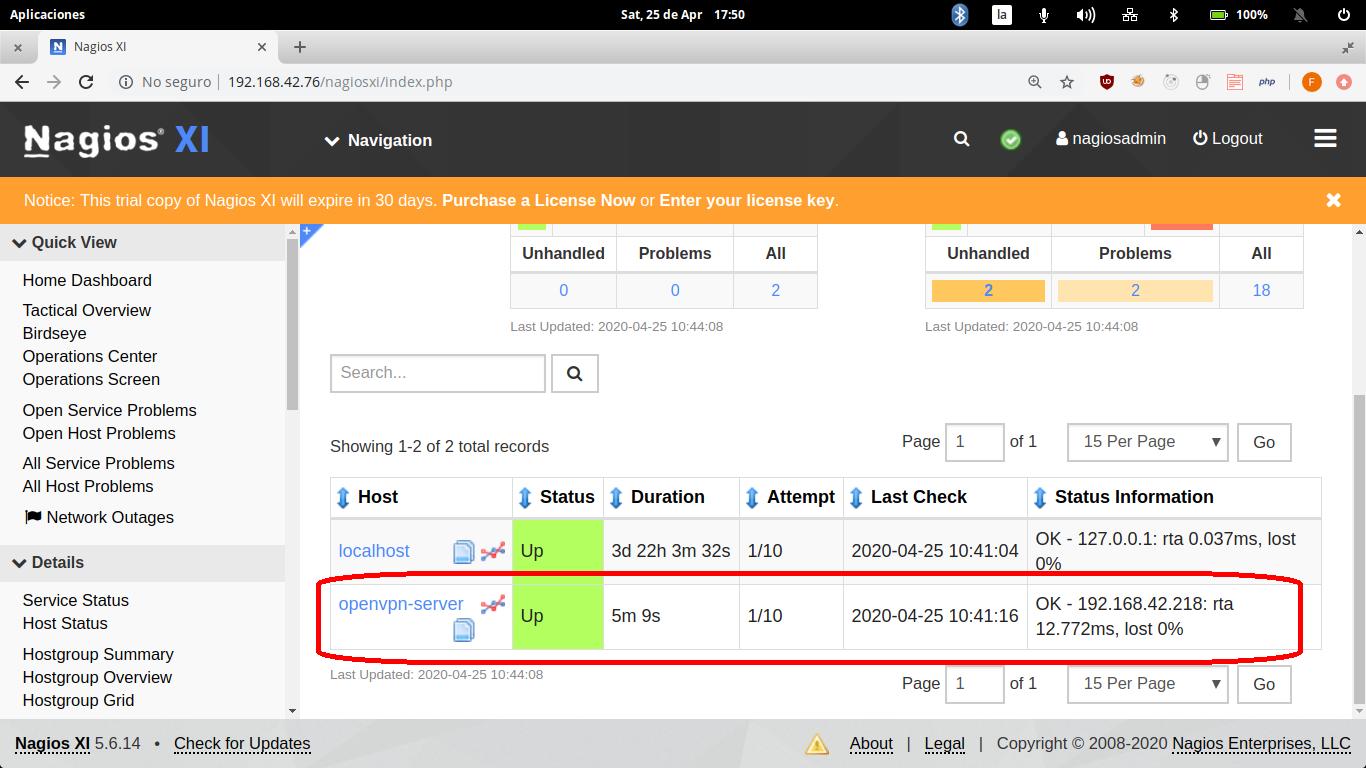 Aplicaciones
Sat, 25 de Apr 17:50
la
100%
Nagios XI
No seguro
192.168.42.76/nagiosxi/index.php
php
F
Nagios® XI
Navigation
nagiosadmin
Logout
Notice: This trial copy of Nagios XI will expire in 30 days. Purchase a License Now or Enter your license key.
Quick View
Home Dashboard
Tactical Overview
Birdseye
Operations Center
Operations Screen
Open Service Problems
Open Host Problems
All Service Problems
All Host Problems
Network Outages
Details
Service Status
Host Status
Hostgroup Summary
Hostgroup Overview
Hostgroup Grid
Unhandled Problems All
0 0 2
Last Updated: 2020-04-25 10:44:08
Unhandled Problems All
2 2 18
Last Updated: 2020-04-25 10:44:08
Search...
Showing 1-2 of 2 total records
Page 1 of 1 15 Per Page Go
Host Status Duration Attempt Last Check Status Information
localhost Up 3d 22h 3m 32s 1/10 2020-04-25 10:41:04 OK - 127.0.0.1: rta 0.037ms, lost
0%
openvpn-server Up 5m 9s 1/10 2020-04-25 10:41:16 OK - 192.168.42.218: rta
12.772ms, lost 0%
Last Updated: 2020-04-25 10:44:08
Page 1 of 1 15 Per Page Go
Nagios XI 5.6.14 • Check for Updates
About | Legal | Copyright © 2008-2020 Nagios Enterprises, LLC